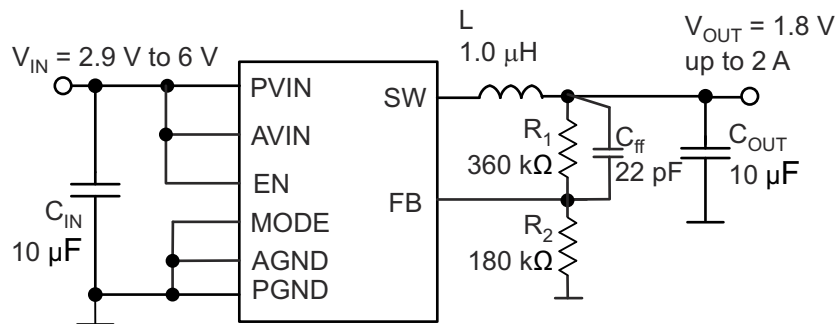 V_IN = 2.9 V to 6 V
L
1.0 μH
V_OUT = 1.8 V
up to 2 A
PVIN
AVIN
EN
MODE
AGND
PGND
SW
FB
C_IN
10 μF
R_1
360 kΩ
C_ff
22 pF
R_2
180 kΩ
C_OUT
10 μF